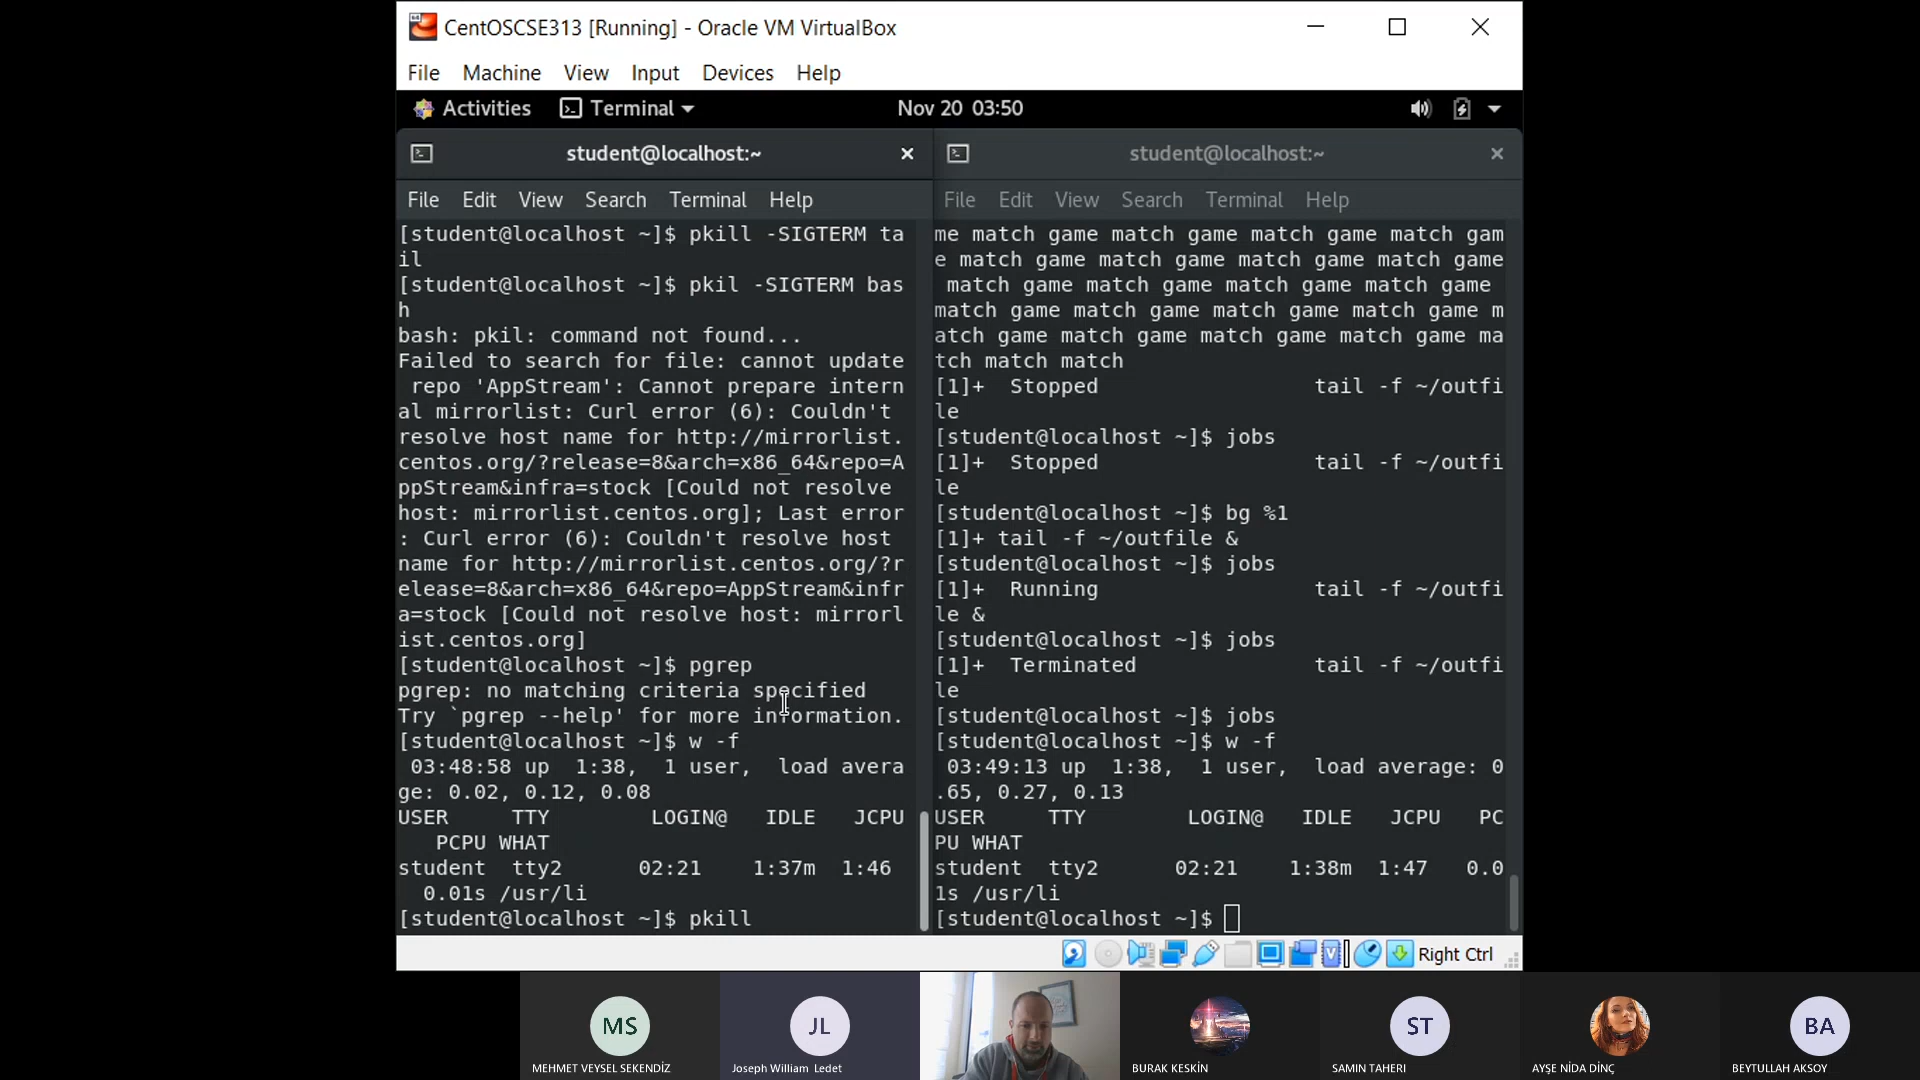 CentOSCSE313 [Running] - Oracle VM VirtualBox
File Machine View Input Devices Help
Activities Terminal Nov 20 03:50
student@localhost:~
File Edit View Search Terminal Help
[student@localhost ~]$ pkill -SIGTERM ta
il
[student@localhost ~]$ pkil -SIGTERM bas
h
bash: pkil: command not found...
Failed to search for file: cannot update
 repo 'AppStream': Cannot prepare intern
al mirrorlist: Curl error (6): Couldn't
resolve host name for http://mirrorlist.
centos.org/?release=8&arch=x86_64&repo=A
ppStream&infra=stock [Could not resolve
host: mirrorlist.centos.org]; Last error
: Curl error (6): Couldn't resolve host
name for http://mirrorlist.centos.org/?r
elease=8&arch=x86_64&repo=AppStream&infr
a=stock [Could not resolve host: mirrorl
ist.centos.org]
[student@localhost ~]$ pgrep
pgrep: no matching criteria specified
Try `pgrep --help' for more information.
[student@localhost ~]$ w -f
 03:48:58 up  1:38,  1 user,  load avera
ge: 0.02, 0.12, 0.08
USER     TTY        LOGIN@   IDLE   JCPU
   PCPU WHAT
student  tty2      02:21    1:37m  1:46
  0.01s /usr/li
[student@localhost ~]$ pkill
student@localhost:~
File Edit View Search Terminal Help
me match game match game match game match gam
e match game match game match game match game
 match game match game match game match game
match game match game match game match game m
atch game match game match game match game ma
tch match match
[1]+  Stopped                 tail -f ~/outfi
le
[student@localhost ~]$ jobs
[1]+  Stopped                 tail -f ~/outfi
le
[student@localhost ~]$ bg %1
[1]+ tail -f ~/outfile &
[student@localhost ~]$ jobs
[1]+  Running                 tail -f ~/outfi
le &
[student@localhost ~]$ jobs
[1]+  Terminated              tail -f ~/outfi
le
[student@localhost ~]$ jobs
[student@localhost ~]$ w -f
 03:49:13 up  1:38,  1 user,  load average: 0
.65, 0.27, 0.13
USER     TTY        LOGIN@   IDLE   JCPU   PC
PU WHAT
student  tty2      02:21    1:38m  1:47   0.0
1s /usr/li
[student@localhost ~]$
Right Ctrl
MS
MEHMET VEYSEL SEKENDİZ
JL
Joseph William Ledet
BURAK KESKİN
ST
SAMIN TAHERI
AYŞE NİDA DİNÇ
BA
BEYTULLAH AKSOY